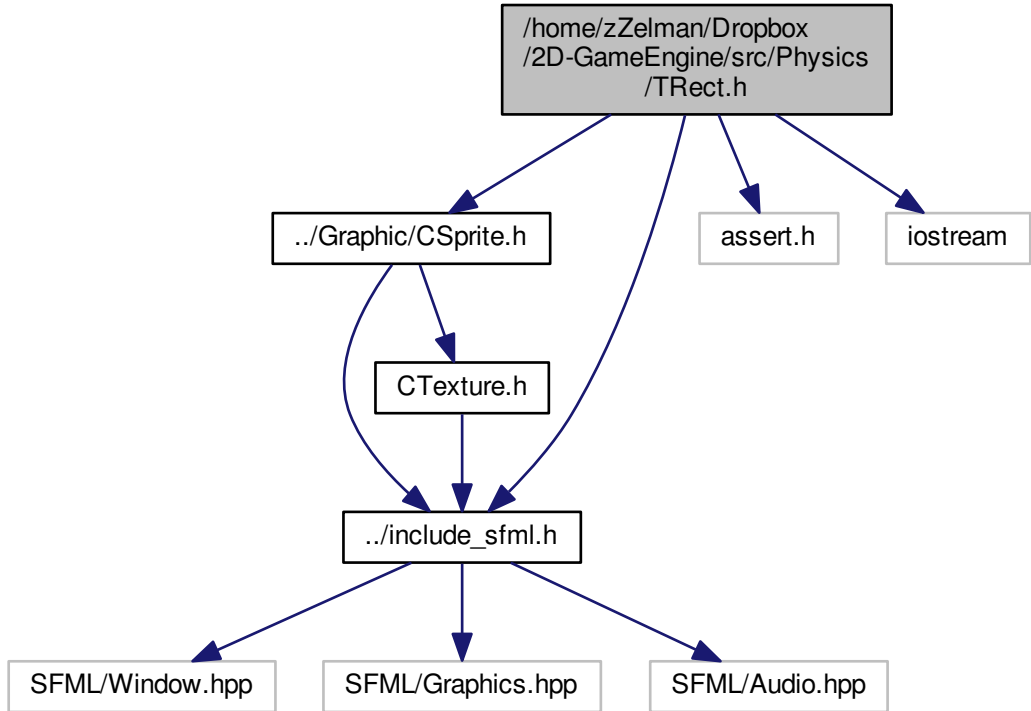 /home/zZelman/Dropbox
/2D-GameEngine/src/Physics
/TRect.h
../Graphic/CSprite.h
assert.h
iostream
CTexture.h
../include_sfml.h
SFML/Window.hpp
SFML/Graphics.hpp
SFML/Audio.hpp